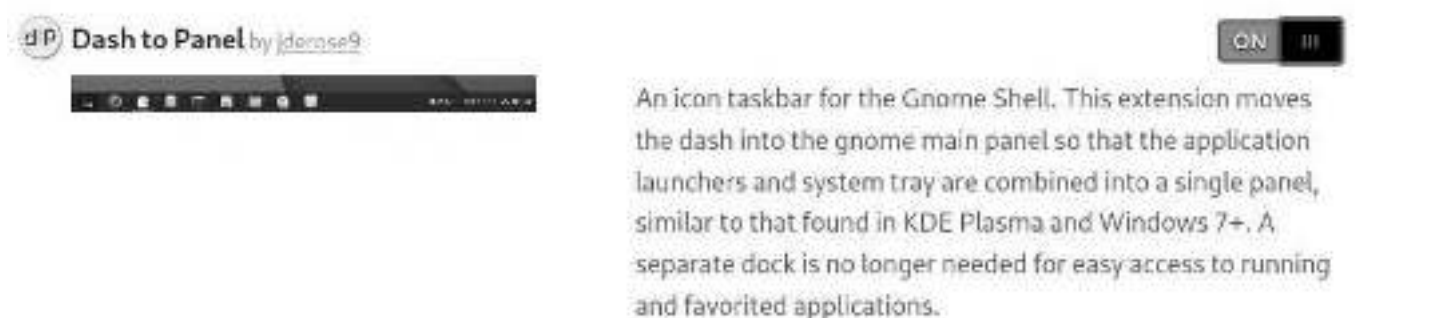 dP Dash to Panel by jderose9
ON
An icon taskbar for the Gnome Shell. This extension moves
the dash into the gnome main panel so that the application
launchers and system tray are combined into a single panel,
similar to that found in KDE Plasma and Windows 7+. A
separate dock is no longer needed for easy access to running
and favorited applications.